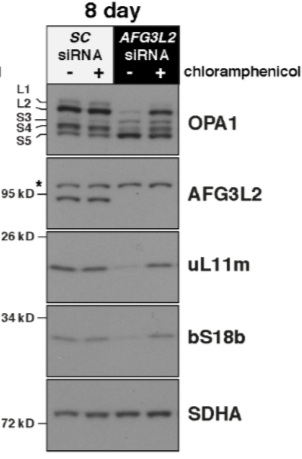 8 day
SC AFG3L2
siRNA siRNA
- + - + chloramphenicol
L1
L2
S3
S4
S5
OPA1
*
95 kD
AFG3L2
26 kD
uL11m
34 kD
bS18b
72 kD
SDHA